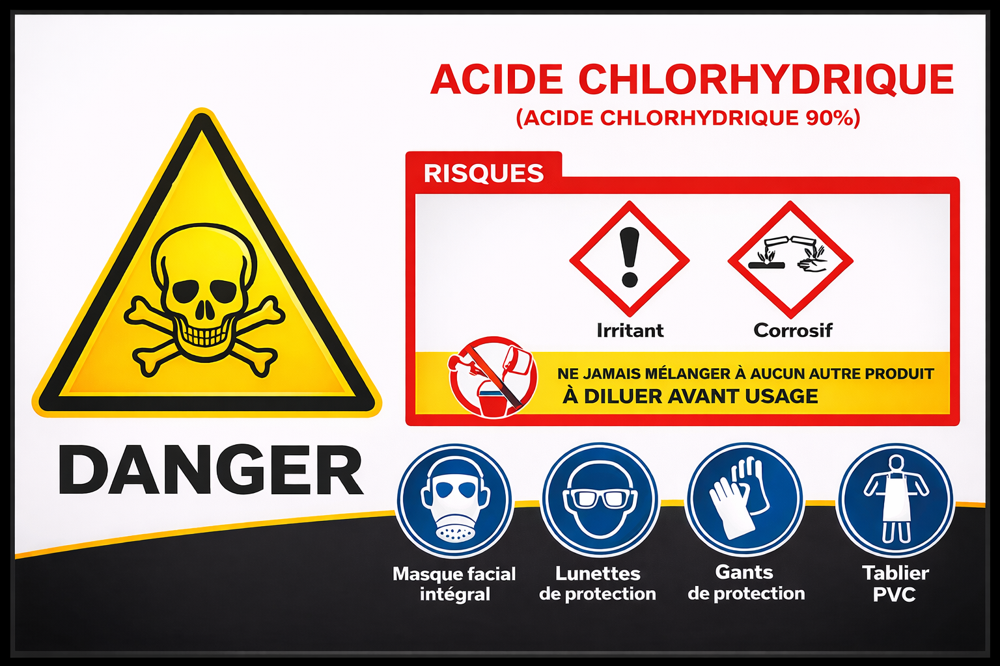 ACIDE CHLORHYDRIQUE
(ACIDE CHLORHYDRIQUE 90%)
RISQUES
Irritant
Corrosif
NE JAMAIS MÉLANGER À AUCUN AUTRE PRODUIT
À DILUER AVANT USAGE
DANGER
Masque facial
intégral
Lunettes
de protection
Gants
de protection
Tablier
PVC